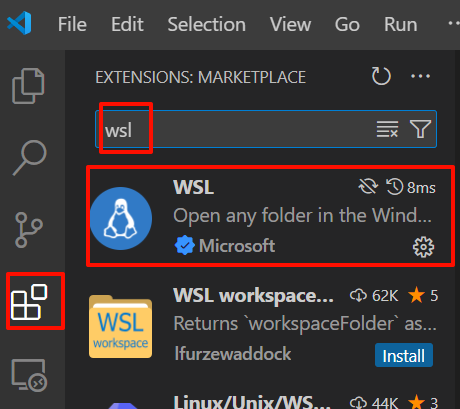 File Edit Selection View Go Run ···
EXTENSIONS: MARKETPLACE ···
wsl
WSL 8ms
Open any folder in the Wind...
Microsoft
WSL workspace... 62K 5
Returns `workspaceFolder` as...
lfurzewaddock Install
WSL
workspace
Linux/Unix/WS... 44K 3